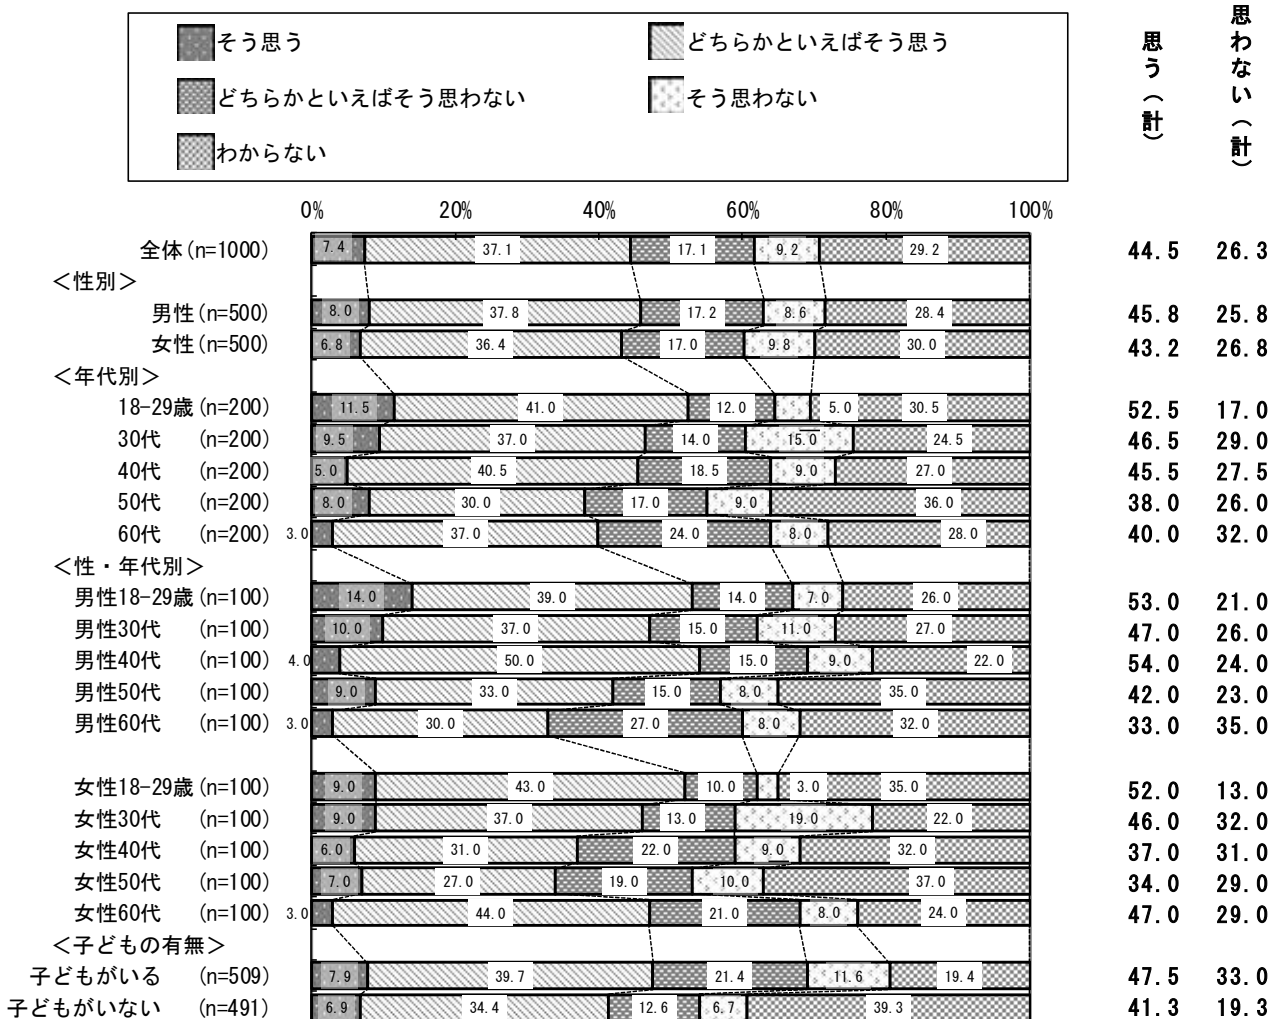 そう思う どちらかといえばそう思う
どちらかといえばそう思わない そう思わない
わからない
思う（計） 思わない（計）
0% 20% 40% 60% 80% 100%
全体(n=1000) 7.4 37.1 17.1 9.2 29.2 44.5 26.3
＜性別＞
男性(n=500) 8.0 37.8 17.2 8.6 28.4 45.8 25.8
女性(n=500) 6.8 36.4 17.0 9.8 30.0 43.2 26.8
＜年代別＞
18-29歳(n=200) 11.5 41.0 12.0 5.0 30.5 52.5 17.0
30代 (n=200) 9.5 37.0 14.0 15.0 24.5 46.5 29.0
40代 (n=200) 5.0 40.5 18.5 9.0 27.0 45.5 27.5
50代 (n=200) 8.0 30.0 17.0 9.0 36.0 38.0 26.0
60代 (n=200) 3.0 37.0 24.0 8.0 28.0 40.0 32.0
＜性・年代別＞
男性18-29歳(n=100) 14.0 39.0 14.0 7.0 26.0 53.0 21.0
男性30代 (n=100) 10.0 37.0 15.0 11.0 27.0 47.0 26.0
男性40代 (n=100) 4.0 50.0 15.0 9.0 22.0 54.0 24.0
男性50代 (n=100) 9.0 33.0 15.0 8.0 35.0 42.0 23.0
男性60代 (n=100) 3.0 30.0 27.0 8.0 32.0 33.0 35.0
女性18-29歳(n=100) 9.0 43.0 10.0 3.0 35.0 52.0 13.0
女性30代 (n=100) 9.0 37.0 13.0 19.0 22.0 46.0 32.0
女性40代 (n=100) 6.0 31.0 22.0 9.0 32.0 37.0 31.0
女性50代 (n=100) 7.0 27.0 19.0 10.0 37.0 34.0 29.0
女性60代 (n=100) 3.0 44.0 21.0 8.0 24.0 47.0 29.0
＜子どもの有無＞
子どもがいる (n=509) 7.9 39.7 21.4 11.6 19.4 47.5 33.0
子どもがいない (n=491) 6.9 34.4 12.6 6.7 39.3 41.3 19.3